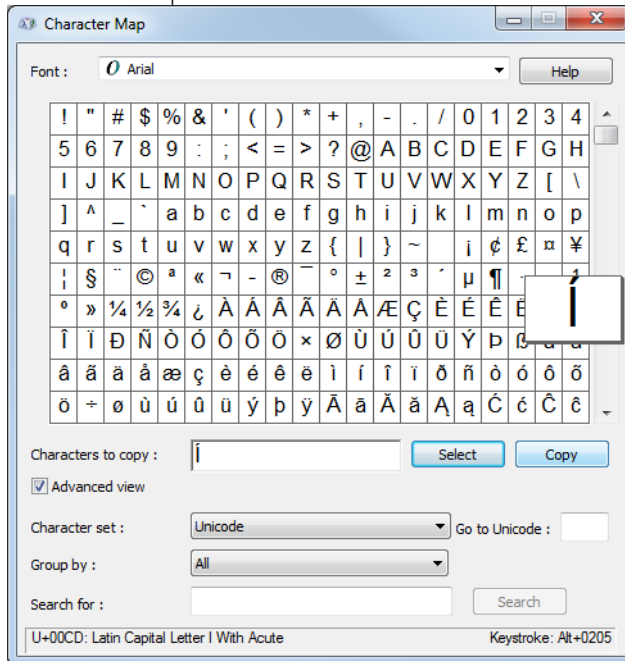 Character Map
Font : O Arial Help
! " # $ % & ' ( ) * + , - . / 0 1 2 3 4
5 6 7 8 9 : ; < = > ? @ A B C D E F G H
I J K L M N O P Q R S T U V W X Y Z [ \
] ^ _ ` a b c d e f g h i j k l m n o p
q r s t u v w x y z { | } ~ ¡ ¢ £ ¤ ¥
¦ § ¨ © ª « ¬ - ® ¯ ° ± ² ³ ´ µ ¶ · ¹
º » ¼ ½ ¾ ¿ À Á Â Ã Ä Å Æ Ç È É Ê Ë Í
Î Ï Ð Ñ Ò Ó Ô Õ Ö × Ø Ù Ú Û Ü Ý Þ ß à á
â ã ä å æ ç è é ê ë ì í î ï ð ñ ò ó ô õ
ö ÷ ø ù ú û ü ý þ ÿ Ā ā Ă ă Ą ą Ć ć Ĉ ĉ
Characters to copy : Í Select Copy
Advanced view
Character set : Unicode Go to Unicode :
Group by : All
Search for : Search
U+00CD: Latin Capital Letter I With Acute Keystroke: Alt+0205